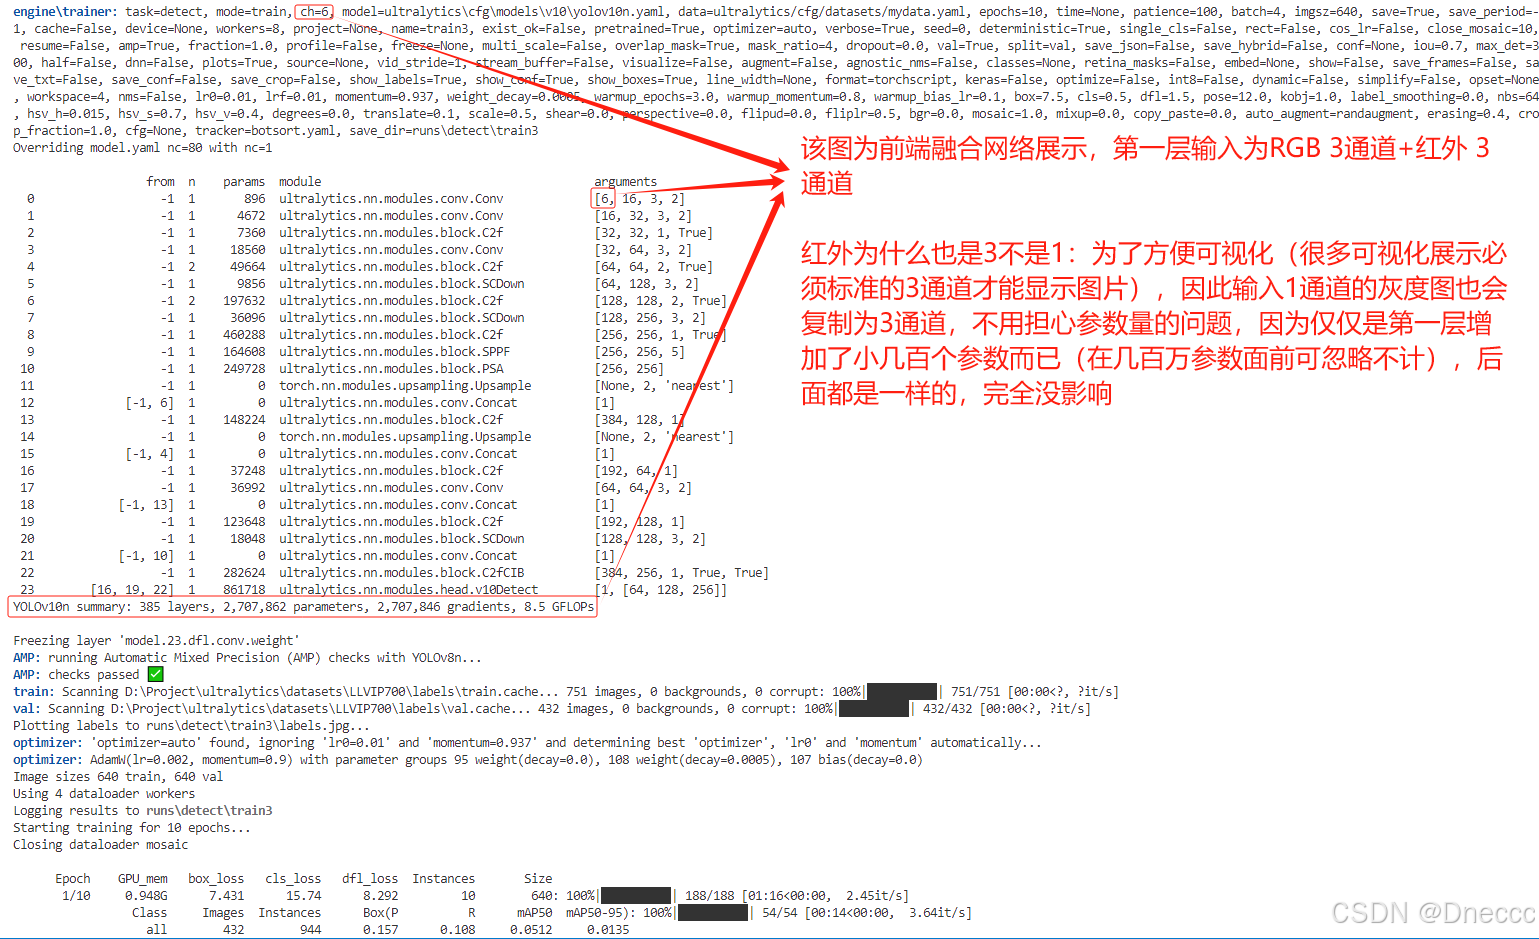 engine\trainer: task=detect, mode=train, ch=6, model=ultralytics\cfg\models\v10\yolov10n.yaml, data=ultralytics/cfg/datasets/mydata.yaml, epochs=10, time=None, patience=100, batch=4, imgsz=640, save=True, save_period=-
1, cache=False, device=None, workers=8, project=None, name=train3, exist_ok=False, pretrained=True, optimizer=auto, verbose=True, seed=0, deterministic=True, single_cls=False, rect=False, cos_lr=False, close_mosaic=10,
resume=False, amp=True, fraction=1.0, profile=False, freeze=None, multi_scale=False, overlap_mask=True, mask_ratio=4, dropout=0.0, val=True, split=val, save_json=False, save_hybrid=False, conf=None, iou=0.7, max_det=3
00, half=False, dnn=False, plots=True, source=None, vid_stride=1, stream_buffer=False, visualize=False, augment=False, agnostic_nms=False, classes=None, retina_masks=False, embed=None, show=False, save_frames=False, sa
ve_txt=False, save_conf=False, save_crop=False, show_labels=True, show_conf=True, show_boxes=True, line_width=None, format=torchscript, keras=False, optimize=False, int8=False, dynamic=False, simplify=False, opset=None
, workspace=4, nms=False, lr0=0.01, lrf=0.01, momentum=0.937, weight_decay=0.0005, warmup_epochs=3.0, warmup_momentum=0.8, warmup_bias_lr=0.1, box=7.5, cls=0.5, dfl=1.5, pose=12.0, kobj=1.0, label_smoothing=0.0, nbs=64
, hsv_h=0.015, hsv_s=0.7, hsv_v=0.4, degrees=0.0, translate=0.1, scale=0.5, shear=0.0, perspective=0.0, flipud=0.0, fliplr=0.5, bgr=0.0, mosaic=1.0, mixup=0.0, copy_paste=0.0, auto_augment=randaugment, erasing=0.4, cro
p_fraction=1.0, cfg=None, tracker=botsort.yaml, save_dir=runs\detect\train3
Overriding model.yaml nc=80 with nc=1
该图为前端融合网络展示，第一层输入为RGB 3通道+红外 3
通道
红外为什么也是3不是1：为了方便可视化（很多可视化展示必
须标准的3通道才能显示图片），因此输入1通道的灰度图也会
复制为3通道，不用担心参数量的问题，因为仅仅是第一层增
加了小几百个参数而已（在几百万参数面前可忽略不计），后
面都是一样的，完全没影响
from n params module arguments
0 -1 1 896 ultralytics.nn.modules.conv.Conv [6, 16, 3, 2]
1 -1 1 4672 ultralytics.nn.modules.conv.Conv [16, 32, 3, 2]
2 -1 1 7360 ultralytics.nn.modules.block.C2f [32, 32, 1, True]
3 -1 1 18560 ultralytics.nn.modules.conv.Conv [32, 64, 3, 2]
4 -1 2 49664 ultralytics.nn.modules.block.C2f [64, 64, 2, True]
5 -1 1 9856 ultralytics.nn.modules.block.SCDown [64, 128, 3, 2]
6 -1 2 197632 ultralytics.nn.modules.block.C2f [128, 128, 2, True]
7 -1 1 36096 ultralytics.nn.modules.block.SCDown [128, 256, 3, 2]
8 -1 1 460288 ultralytics.nn.modules.block.C2f [256, 256, 1, True]
9 -1 1 164608 ultralytics.nn.modules.block.SPPF [256, 256, 5]
10 -1 1 249728 ultralytics.nn.modules.block.PSA [256, 256]
11 -1 1 0 torch.nn.modules.upsampling.Upsample [None, 2, 'nearest']
12 [-1, 6] 1 0 ultralytics.nn.modules.conv.Concat [1]
13 -1 1 148224 ultralytics.nn.modules.block.C2f [384, 128, 1]
14 -1 1 0 torch.nn.modules.upsampling.Upsample [None, 2, 'nearest']
15 [-1, 4] 1 0 ultralytics.nn.modules.conv.Concat [1]
16 -1 1 37248 ultralytics.nn.modules.block.C2f [192, 64, 1]
17 -1 1 36992 ultralytics.nn.modules.conv.Conv [64, 64, 3, 2]
18 [-1, 13] 1 0 ultralytics.nn.modules.conv.Concat [1]
19 -1 1 123648 ultralytics.nn.modules.block.C2f [192, 128, 1]
20 -1 1 18048 ultralytics.nn.modules.block.SCDown [128, 128, 3, 2]
21 [-1, 10] 1 0 ultralytics.nn.modules.conv.Concat [1]
22 -1 1 282624 ultralytics.nn.modules.block.C2fCIB [384, 256, 1, True, True]
23 [16, 19, 22] 1 861718 ultralytics.nn.modules.head.v10Detect [1, [64, 128, 256]]
YOLOv10n summary: 385 layers, 2,707,862 parameters, 2,707,846 gradients, 8.5 GFLOPs
Freezing layer 'model.23.dfl.conv.weight'
AMP: running Automatic Mixed Precision (AMP) checks with YOLOv8n...
AMP: checks passed ✅
train: Scanning D:\Project\ultralytics\datasets\LLVIP700\labels\train.cache... 751 images, 0 backgrounds, 0 corrupt: 100%|██████████| 751/751 [00:00<?, ?it/s]
val: Scanning D:\Project\ultralytics\datasets\LLVIP700\labels\val.cache... 432 images, 0 backgrounds, 0 corrupt: 100%|██████████| 432/432 [00:00<?, ?it/s]
Plotting labels to runs\detect\train3\labels.jpg...
optimizer: 'optimizer=auto' found, ignoring 'lr0=0.01' and 'momentum=0.937' and determining best 'optimizer', 'lr0' and 'momentum' automatically...
optimizer: AdamW(lr=0.002, momentum=0.9) with parameter groups 95 weight(decay=0.0), 108 weight(decay=0.0005), 107 bias(decay=0.0)
Image sizes 640 train, 640 val
Using 4 dataloader workers
Logging results to runs\detect\train3
Starting training for 10 epochs...
Closing dataloader mosaic
Epoch GPU_mem box_loss cls_loss dfl_loss Instances Size
1/10 0.948G 7.431 15.74 8.292 10 640: 100%|██████████| 188/188 [01:16<00:00, 2.45it/s]
Class Images Instances Box(P R mAP50 mAP50-95): 100%|██████████| 54/54 [00:14<00:00, 3.64it/s]
all 432 944 0.157 0.108 0.0512 0.0135
CSDN @Dneccc